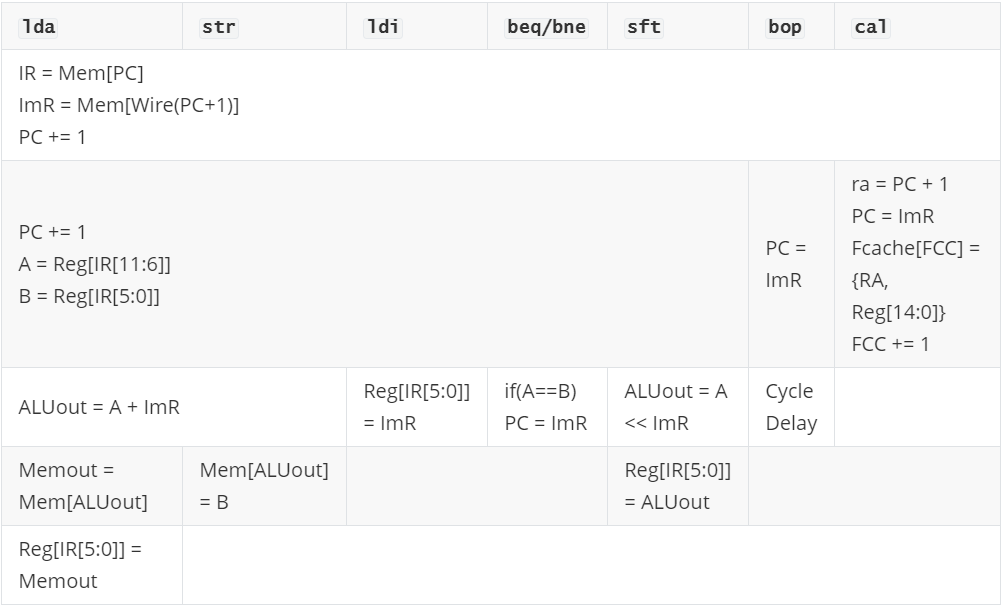 lda str ldi beq/bne sft bop cal
IR = Mem[PC]
ImR = Mem[Wire(PC+1)]
PC += 1
PC += 1
A = Reg[IR[11:6]]
B = Reg[IR[5:0]]
PC =
ImR
ra = PC + 1
PC = ImR
Fcache[FCC] =
{RA,
Reg[14:0]}
FCC += 1
ALUout = A + ImR
Reg[IR[5:0]]
= ImR
if(A==B)
PC = ImR
ALUout = A
<< ImR
Cycle
Delay
Memout =
Mem[ALUout]
Mem[ALUout]
= B
Reg[IR[5:0]]
= ALUout
Reg[IR[5:0]] =
Memout